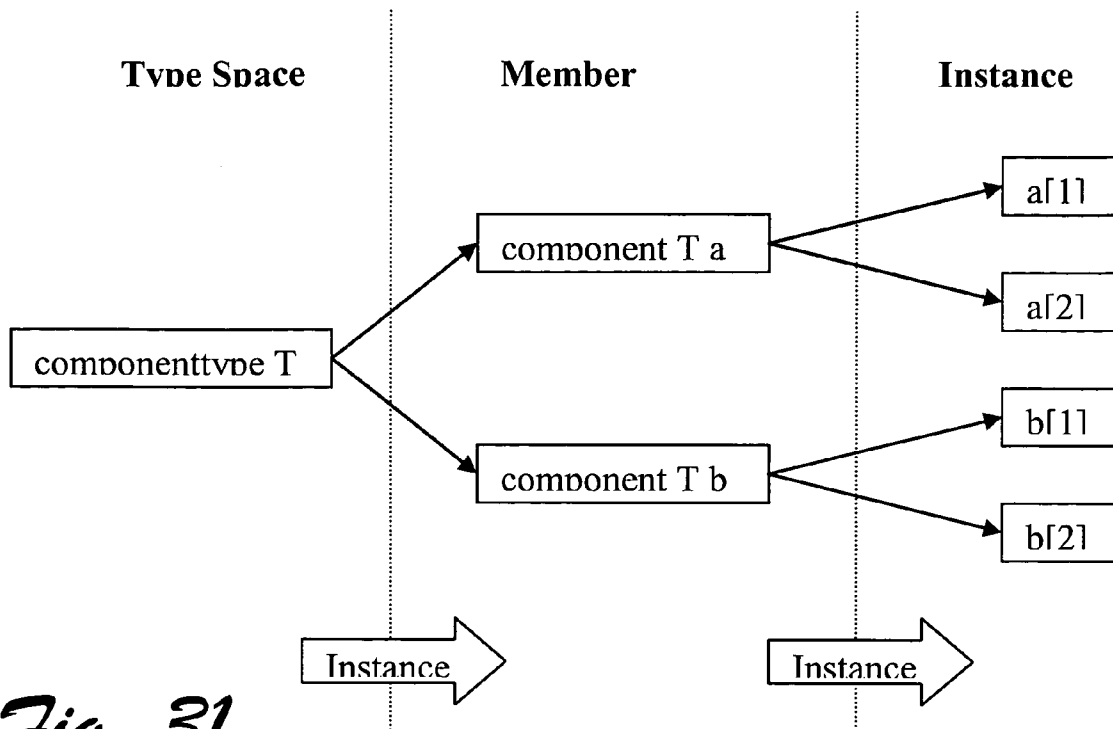 Type Space
Member
Instance
a[1]
component T a
a[2]
componenttype T
b[1]
component T b
b[2]
Instance
Instance
Fig. 31